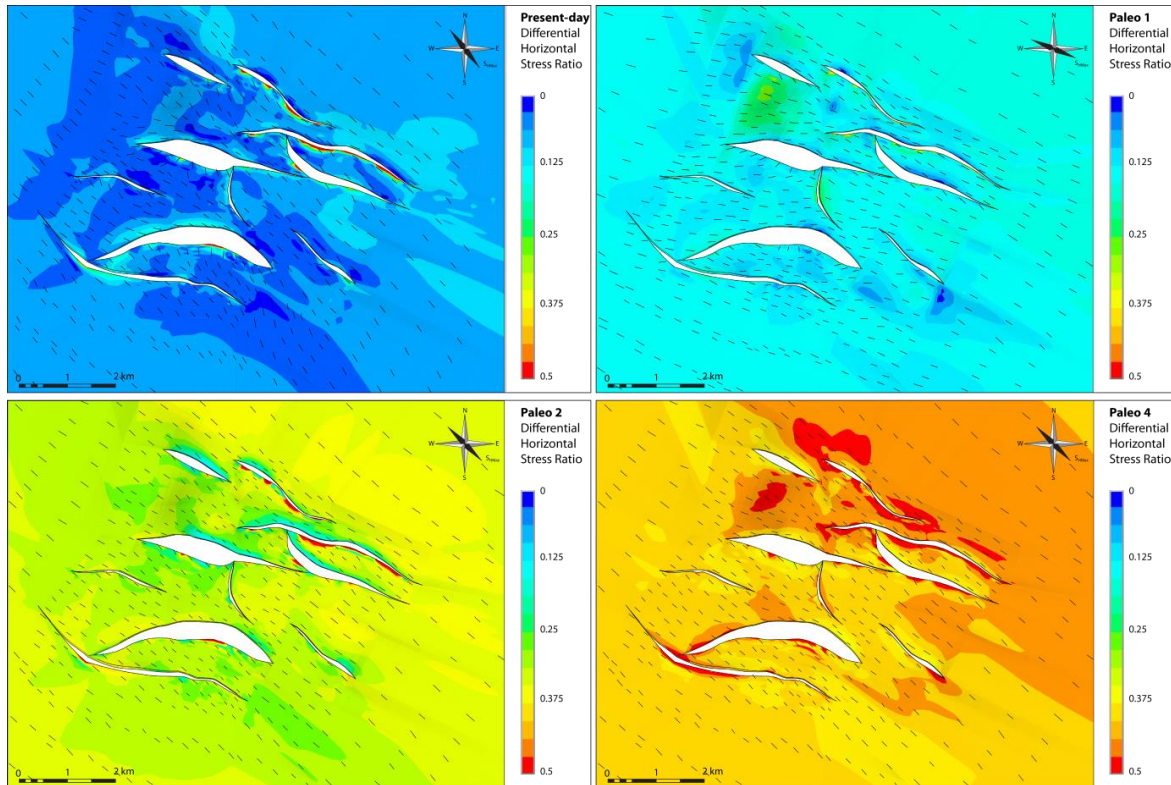 Present-day
Differential
Horizontal
Stress Ratio
N
W
E
S
SHMax
0
0.125
0.25
0.375
0.5
0
1
2 km
Paleo 1
Differential
Horizontal
Stress Ratio
N
W
E
S
SHMax
0
0.125
0.25
0.375
0.5
0
1
2 km
Paleo 2
Differential
Horizontal
Stress Ratio
N
W
E
S
SHMax
0
0.125
0.25
0.375
0.5
0
1
2 km
Paleo 4
Differential
Horizontal
Stress Ratio
N
W
E
S
SHMax
0
0.125
0.25
0.375
0.5
0
1
2 km